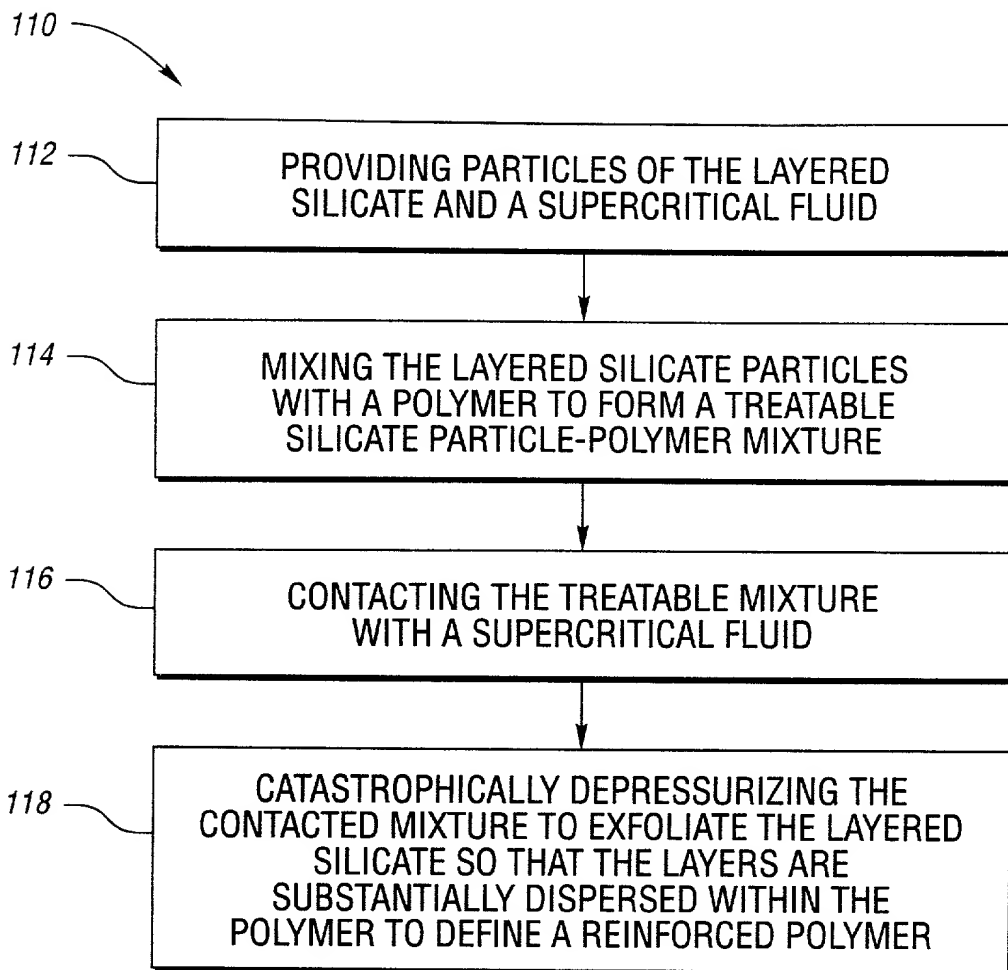 110
112
PROVIDING PARTICLES OF THE LAYERED
SILICATE AND A SUPERCRITICAL FLUID
114
MIXING THE LAYERED SILICATE PARTICLES
WITH A POLYMER TO FORM A TREATABLE
SILICATE PARTICLE-POLYMER MIXTURE
116
CONTACTING THE TREATABLE MIXTURE
WITH A SUPERCRITICAL FLUID
118
CATASTROPHICALLY DEPRESSURIZING THE
CONTACTED MIXTURE TO EXFOLIATE THE LAYERED
SILICATE SO THAT THE LAYERS ARE
SUBSTANTIALLY DISPERSED WITHIN THE
POLYMER TO DEFINE A REINFORCED POLYMER